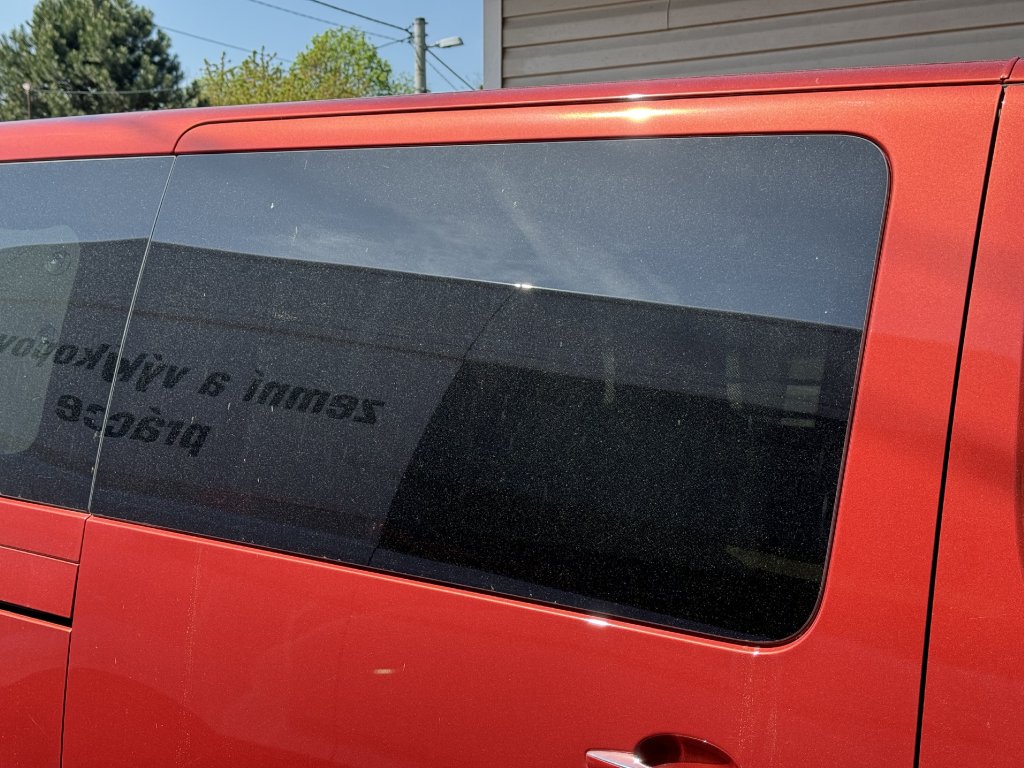 zemní a výkopov
práce